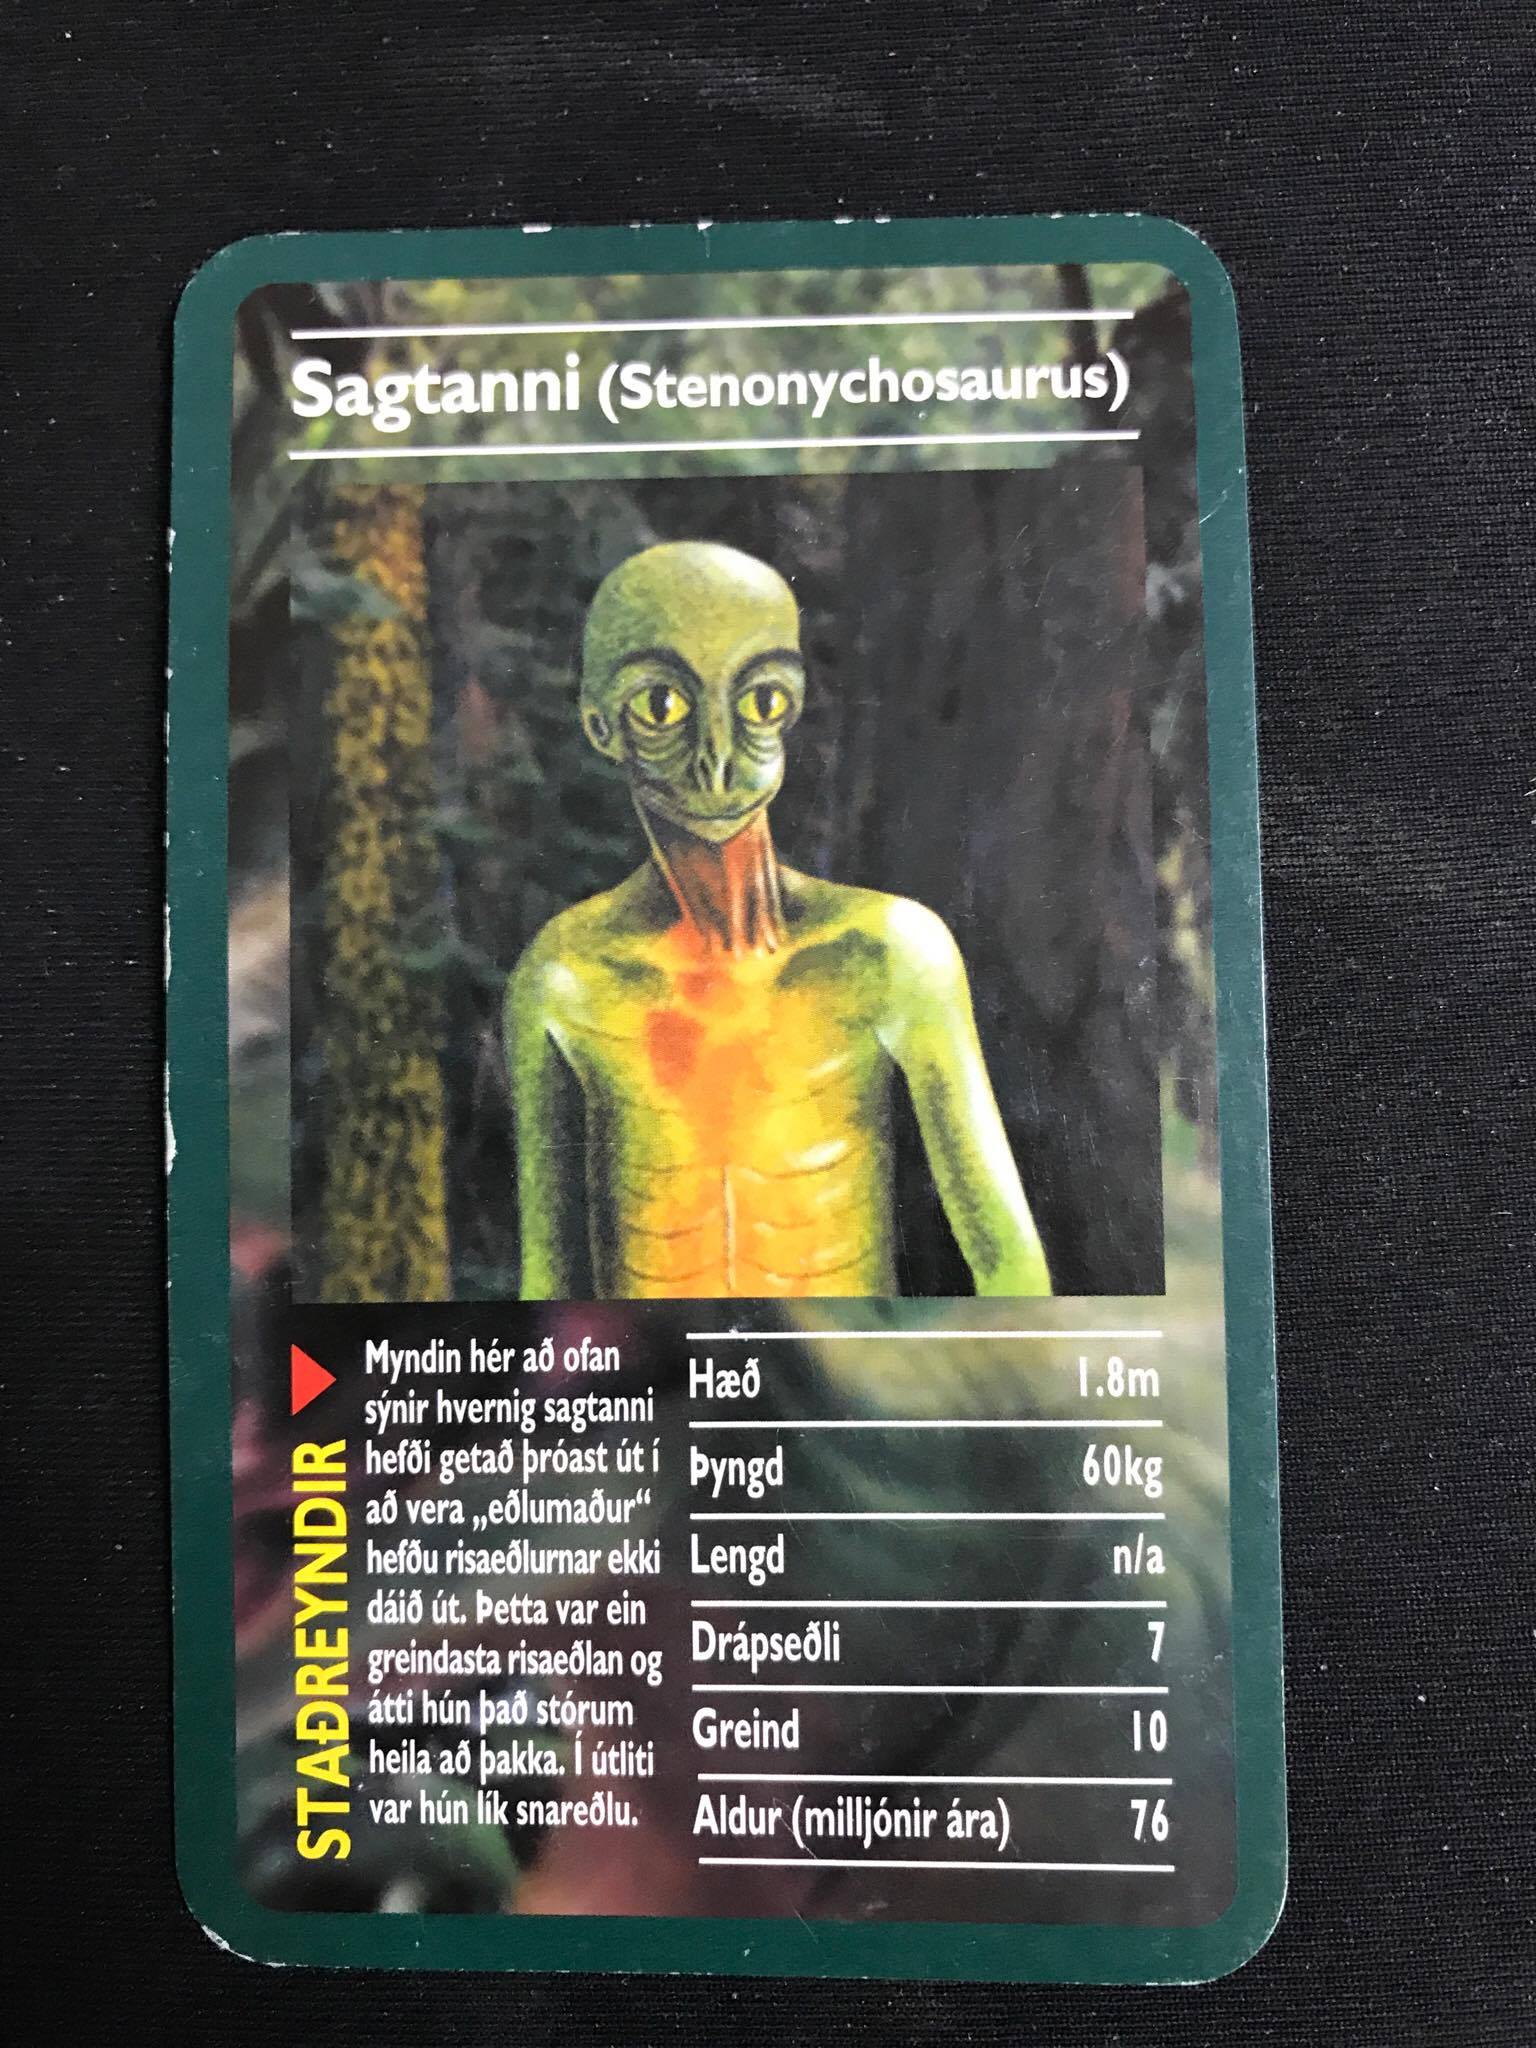 Sagtanni (Stenonychosaurus)
STAÐREYNDIR
Myndin hér að ofan
sýnir hvernig sagtanni
hefði getað þróast út í
að vera „eðlumaður“
hefðu risaeðlurnar ekki
dáið út. Þetta var ein
greindasta risaeðlan og
átti hún það stórum
heila að þakka. Í útliti
var hún lík snareðlu.
Hæð 1.8m
Þyngd 60kg
Lengd n/a
Drápseðli 7
Greind 10
Aldur (milljónir ára) 76